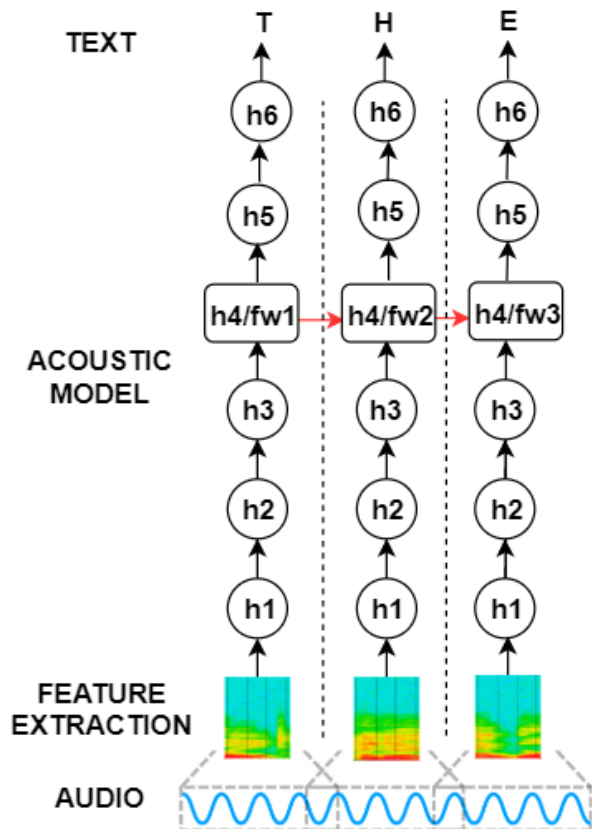 TEXT T H E
h6 h6 h6
h5 h5 h5
h4/fw1 h4/fw2 h4/fw3
ACOUSTIC
MODEL
h3 h3 h3
h2 h2 h2
h1 h1 h1
FEATURE
EXTRACTION
AUDIO